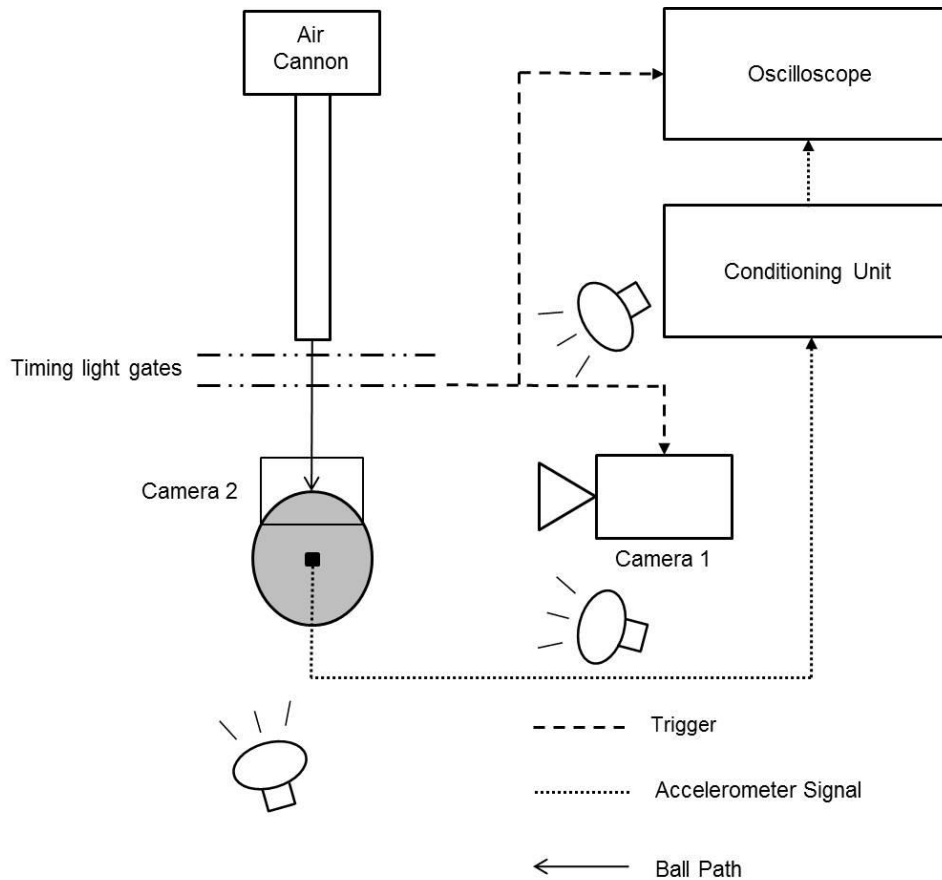 Air
Cannon
Oscilloscope
Conditioning Unit
Timing light gates
Camera 2
Camera 1
Trigger
Accelerometer Signal
Ball Path